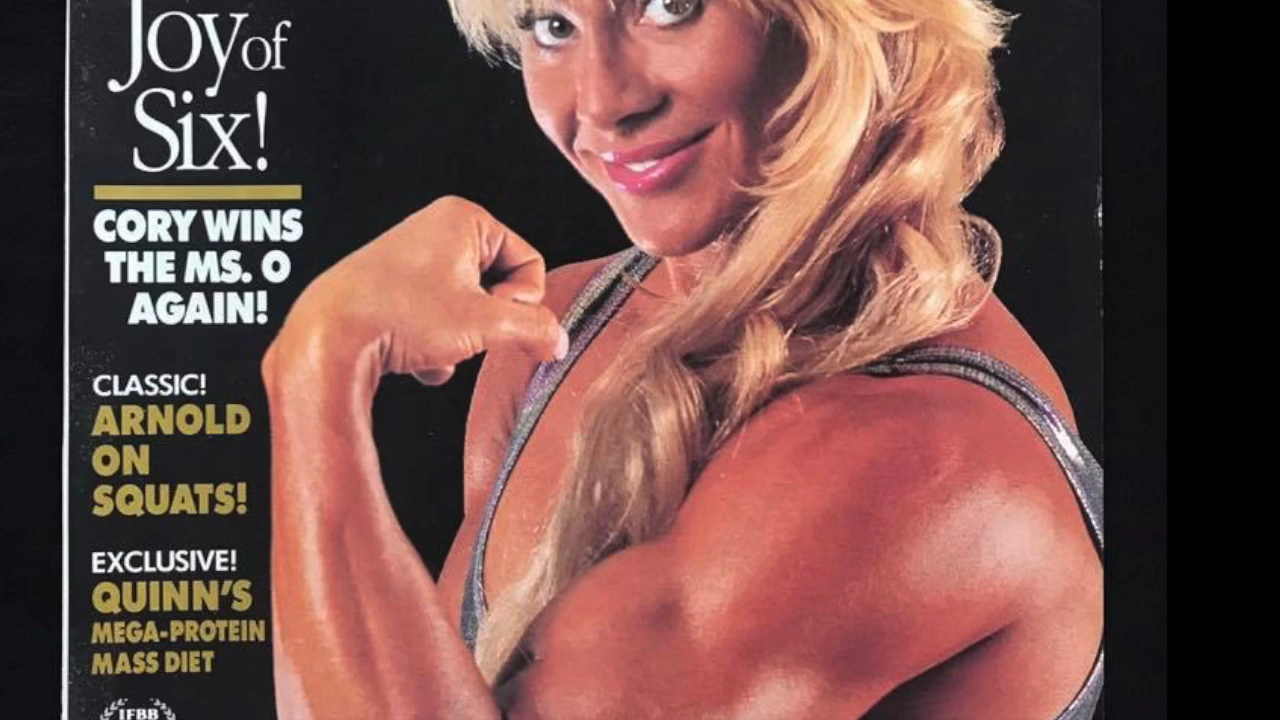 Joy of
Six!
CORY WINS
THE MS. O
AGAIN!
CLASSIC!
ARNOLD
ON
SQUATS!
EXCLUSIVE!
QUINN'S
MEGA-PROTEIN
MASS DIET
IFBB